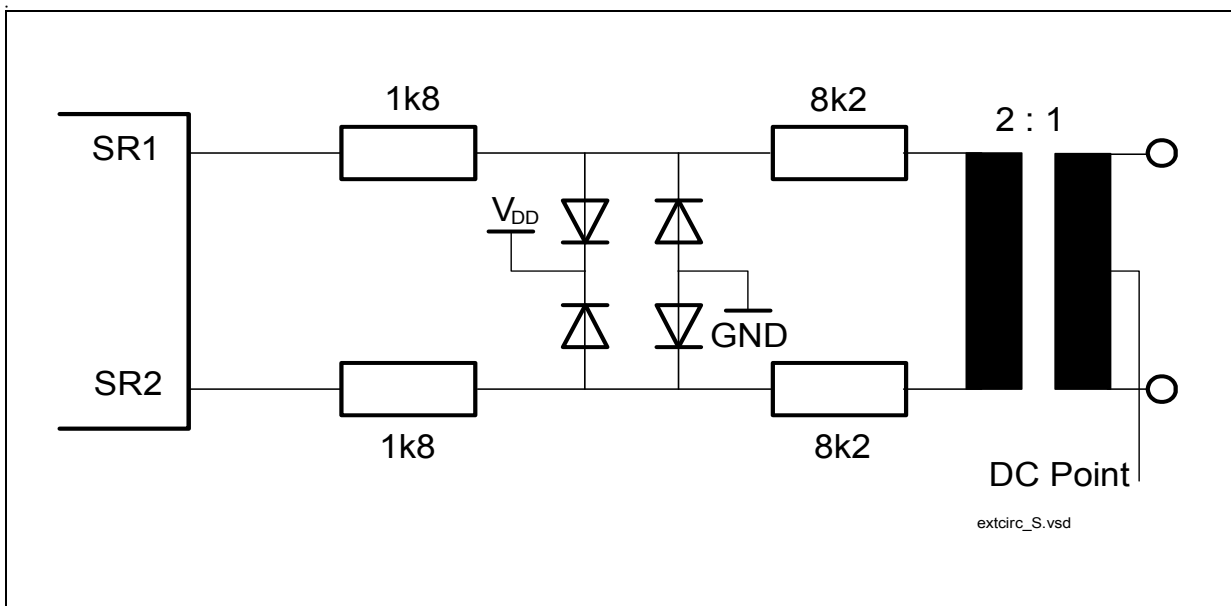 1k8
8k2
2 : 1
SR1
VDD
GND
SR2
1k8
8k2
DC Point
extcirc_S.vsd